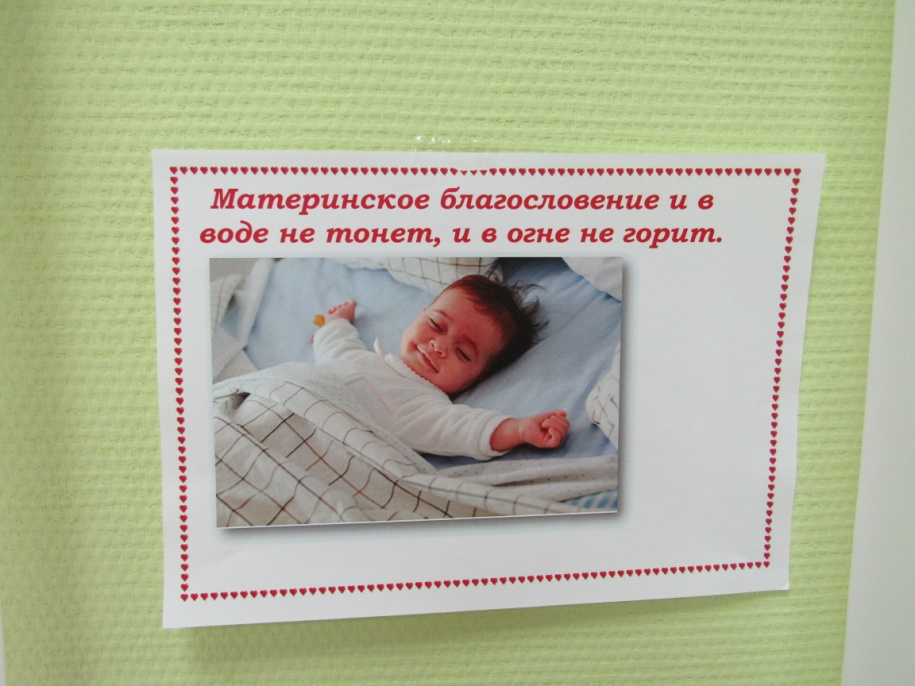 Материнское благословение и в
воде не тонет, и в огне не горит.